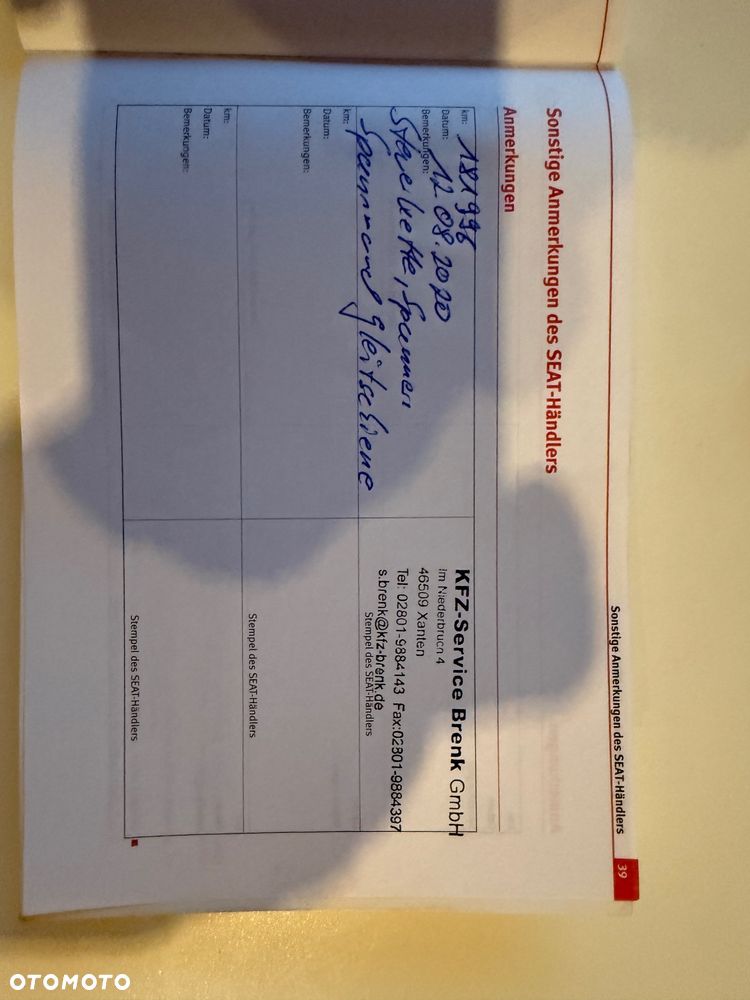 Sonstige Anmerkungen des SEAT-Händlers
39
Sonstige Anmerkungen des SEAT-Händlers
Anmerkungen
km: 181 996
Datum: 12.08.2020
Bemerkungen:
Steuerkette, Spanner,
Spannrad gleitschiene
KFZ-Service Brenk GmbH
Im Niederbruch 4
46509 Xanten
Tel: 02801-9884143 Fax:02801-9884397
s.brenk@kfz-brenk.de
Stempel des SEAT-Händlers
km:
Datum:
Bemerkungen:
Stempel des SEAT-Händlers
km:
Datum:
Bemerkungen:
Stempel des SEAT-Händlers
OTOMOTO